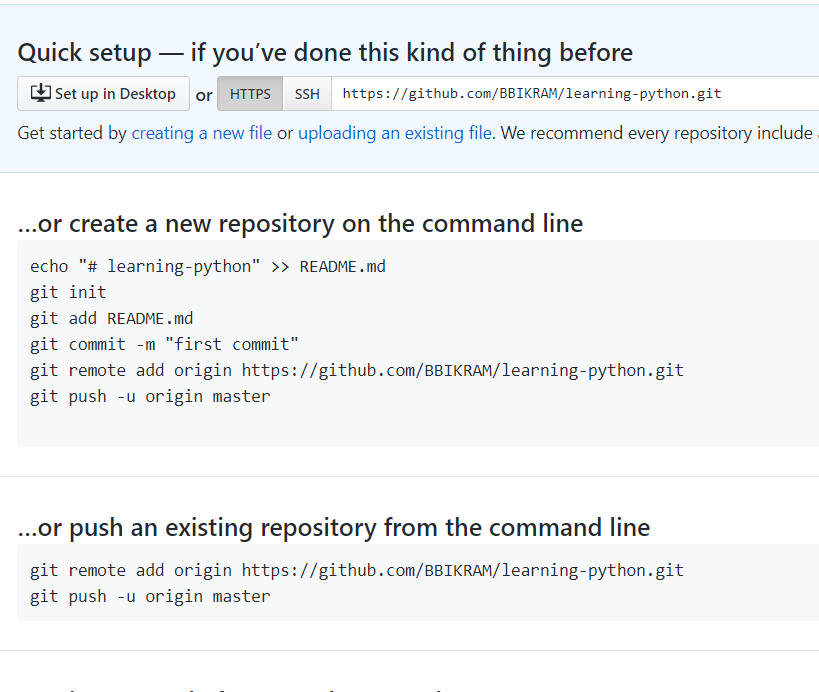 Quick setup — if you’ve done this kind of thing before
Set up in Desktop or HTTPS SSH https://github.com/BBIKRAM/learning-python.git
Get started by creating a new file or uploading an existing file. We recommend every repository include
...or create a new repository on the command line
echo "# learning-python" >> README.md
git init
git add README.md
git commit -m "first commit"
git remote add origin https://github.com/BBIKRAM/learning-python.git
git push -u origin master
...or push an existing repository from the command line
git remote add origin https://github.com/BBIKRAM/learning-python.git
git push -u origin master